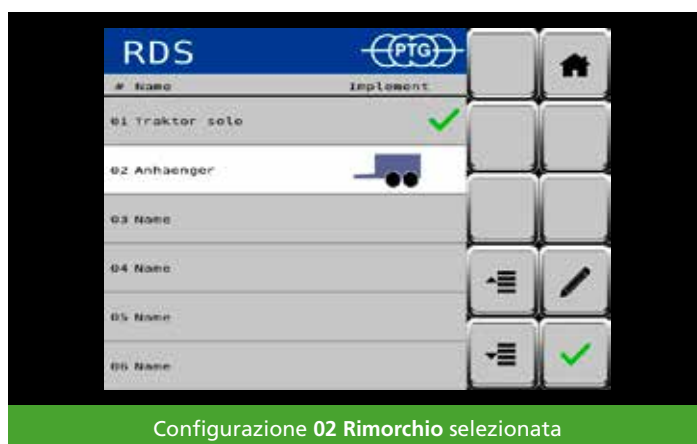 RDS
PTG
# Name Implement
01 Traktor solo
02 Anhaenger
03 Name
04 Name
05 Name
06 Name
Configurazione 02 Rimorchio selezionata